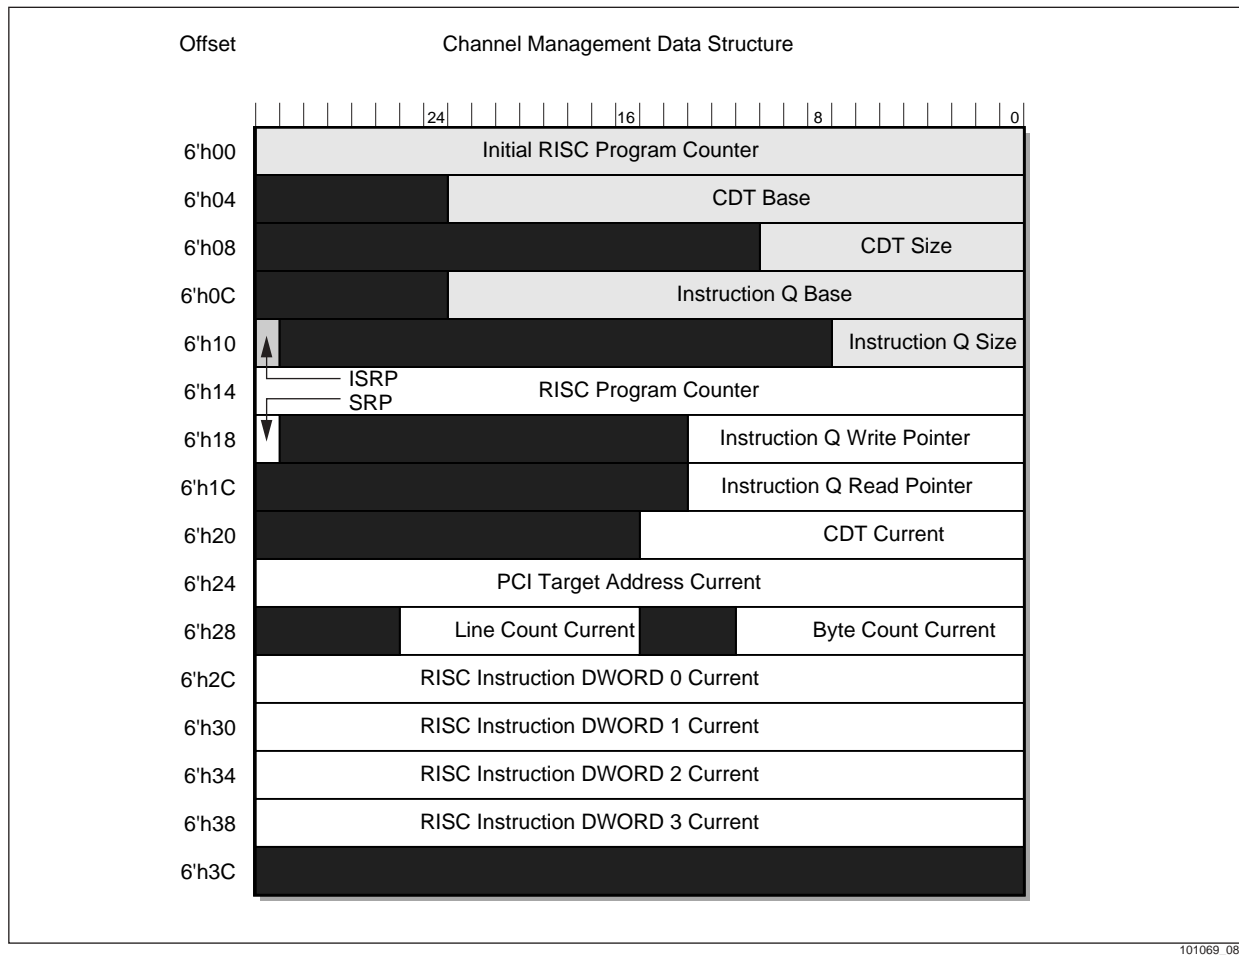 Offset Channel Management Data Structure
24 16 8 0
6'h00 Initial RISC Program Counter
6'h04 CDT Base
6'h08 CDT Size
6'h0C Instruction Q Base
6'h10 Instruction Q Size
ISRP
6'h14 RISC Program Counter
SRP
6'h18 Instruction Q Write Pointer
6'h1C Instruction Q Read Pointer
6'h20 CDT Current
6'h24 PCI Target Address Current
6'h28 Line Count Current Byte Count Current
6'h2C RISC Instruction DWORD 0 Current
6'h30 RISC Instruction DWORD 1 Current
6'h34 RISC Instruction DWORD 2 Current
6'h38 RISC Instruction DWORD 3 Current
6'h3C
101069_08